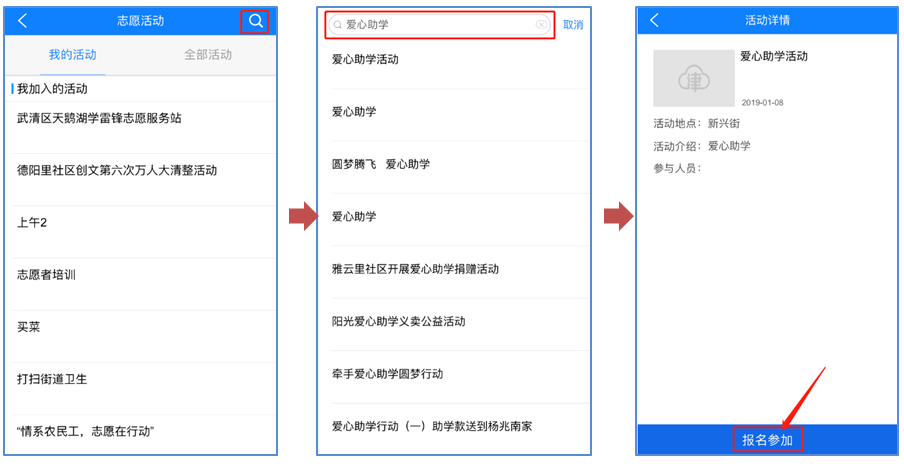 志愿活动
我的活动 全部活动
我加入的活动
武清区天鹅湖学雷锋志愿服务站
德阳里社区创文第六次万人大清整活动
上午2
志愿者培训
买菜
打扫街道卫生
“情系农民工，志愿在行动”
爱心助学 取消
爱心助学活动
爱心助学
圆梦腾飞 爱心助学
爱心助学
雅云里社区开展爱心助学捐赠活动
阳光爱心助学义卖公益活动
牵手爱心助学圆梦行动
爱心助学行动（一）助学款送到杨兆南家
活动详情
津
爱心助学活动
2019-01-08
活动地点：新兴街
活动介绍：爱心助学
参与人员：
报名参加